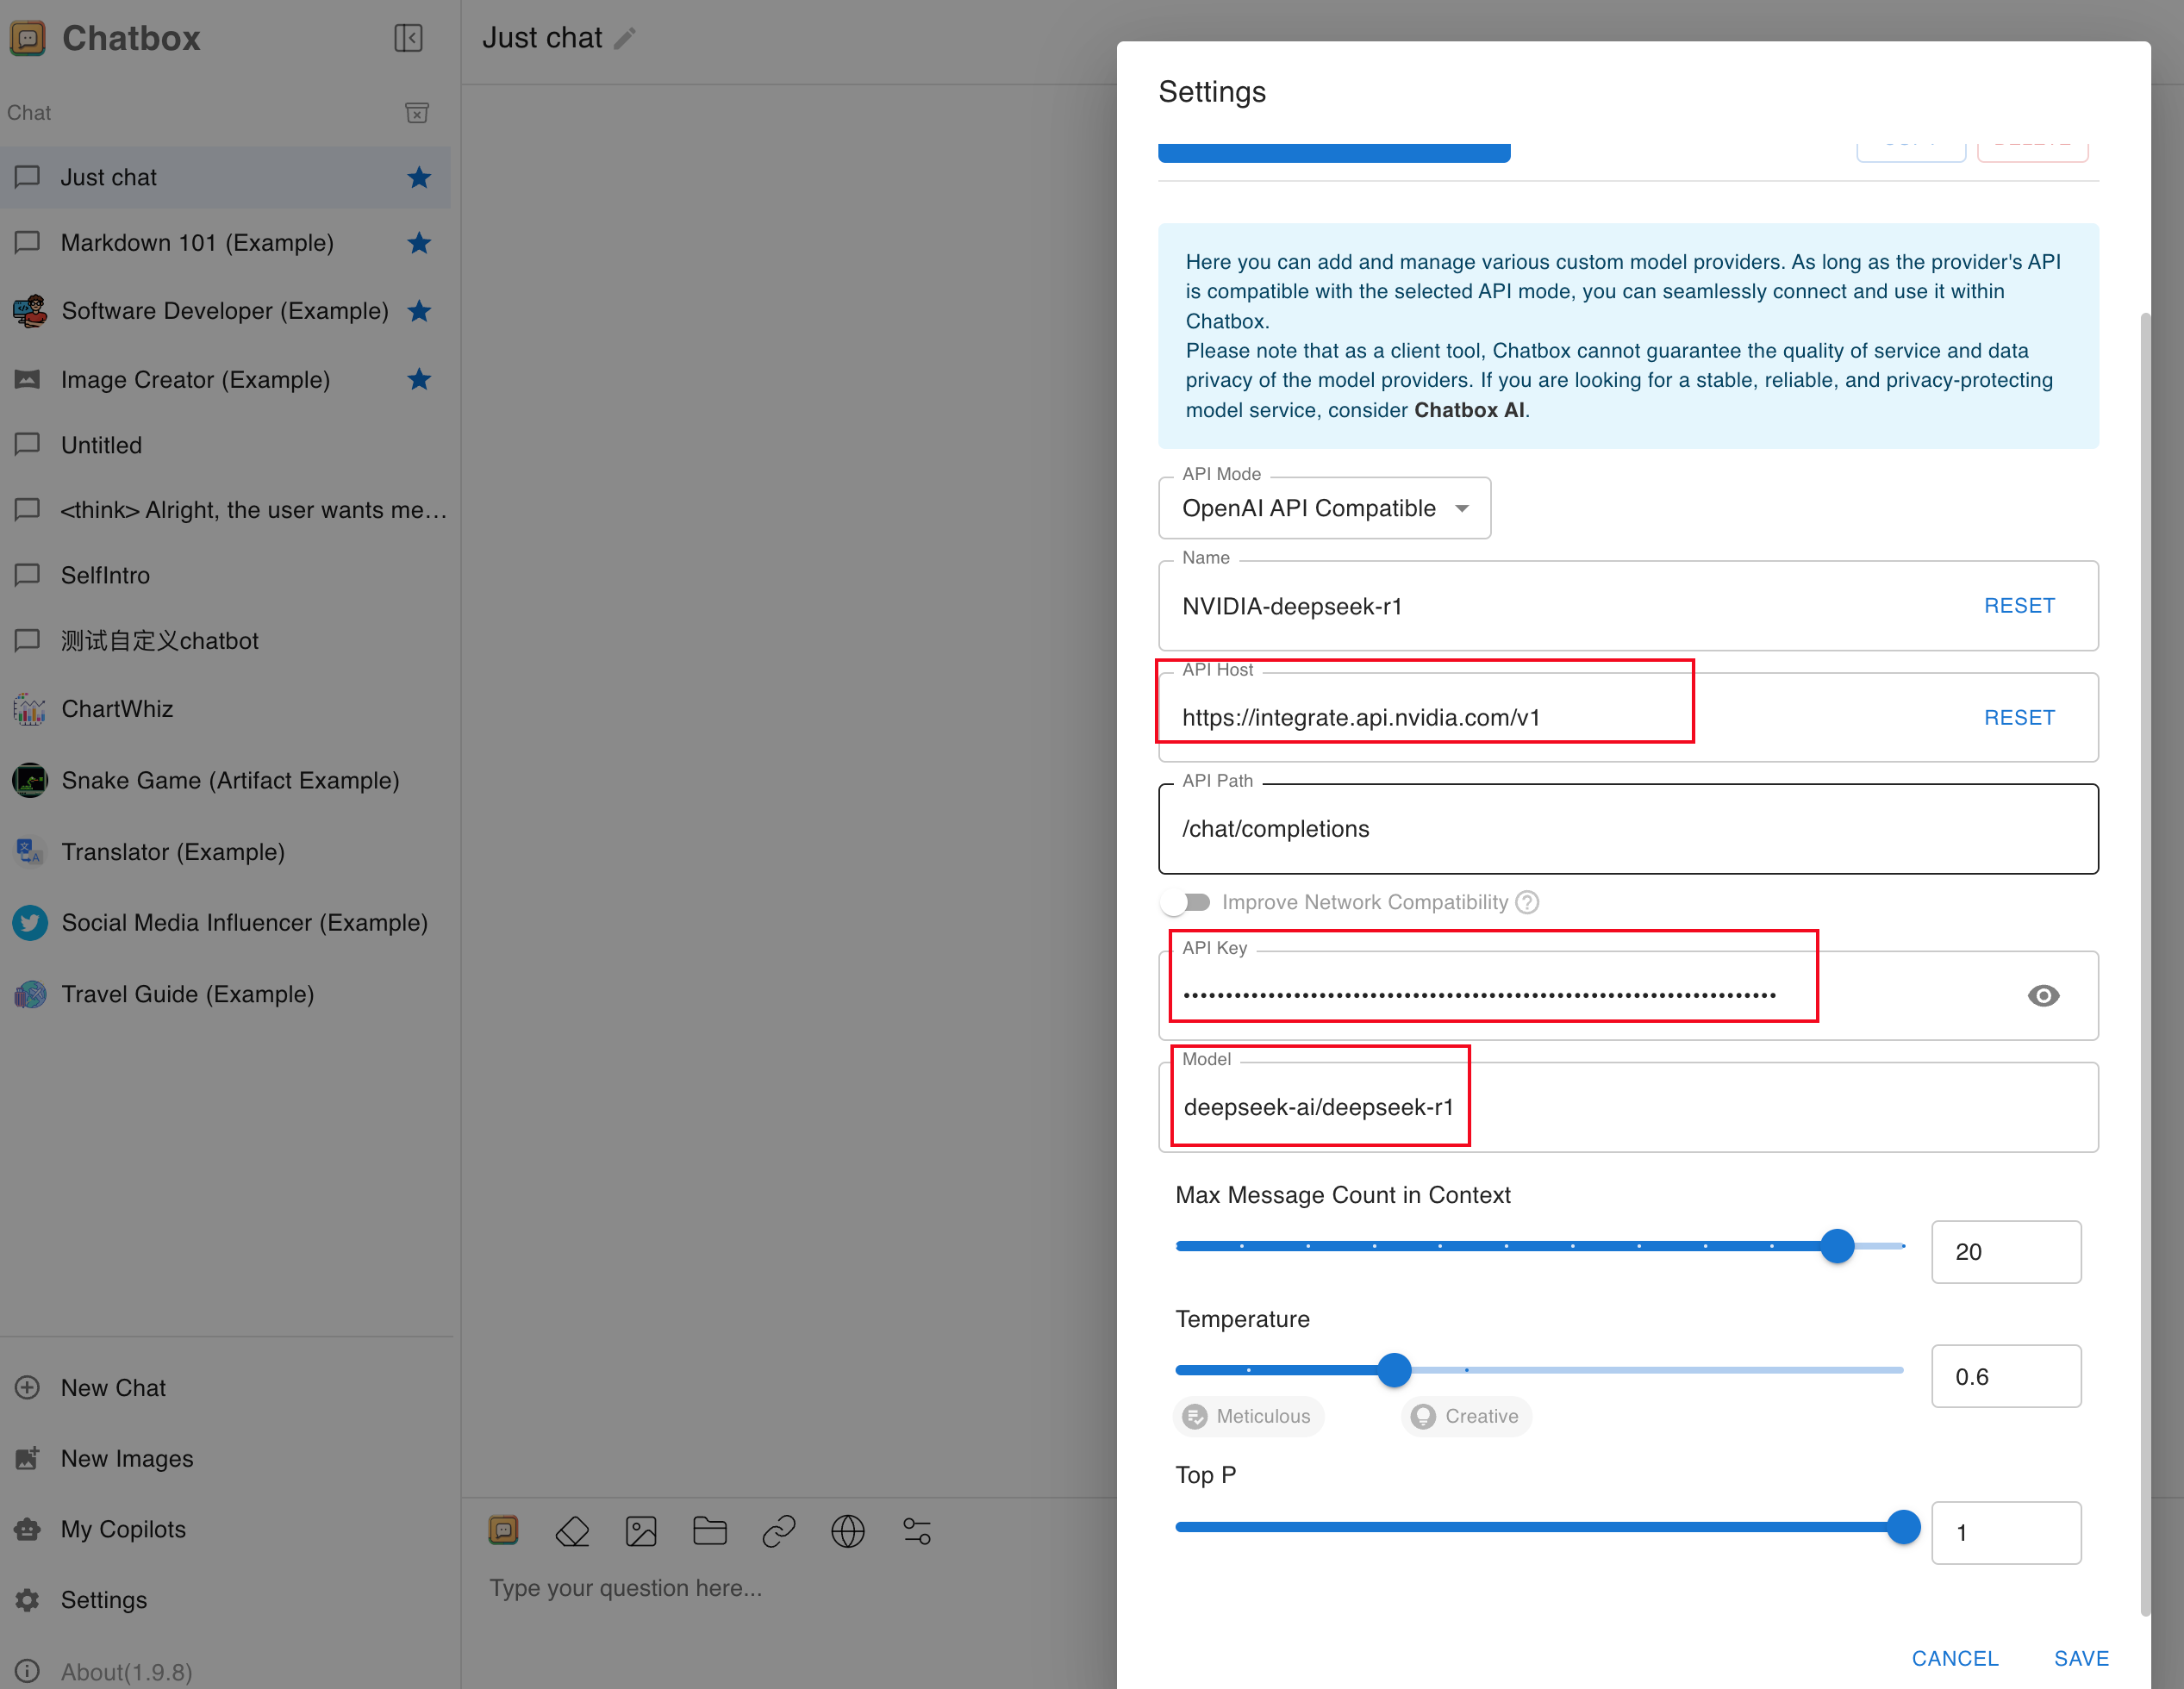 Chatbox
Chat
Just chat
Markdown 101 (Example)
Software Developer (Example)
Image Creator (Example)
Untitled
<think> Alright, the user wants me...
SelfIntro
测试自定义chatbot
ChartWhiz
Snake Game (Artifact Example)
Translator (Example)
Social Media Influencer (Example)
Travel Guide (Example)
New Chat
New Images
My Copilots
Settings
About(1.9.8)
Just chat
Type your question here...
Settings
Here you can add and manage various custom model providers. As long as the provider's API
is compatible with the selected API mode, you can seamlessly connect and use it within
Chatbox.
Please note that as a client tool, Chatbox cannot guarantee the quality of service and data
privacy of the model providers. If you are looking for a stable, reliable, and privacy-protecting
model service, consider Chatbox AI.
API Mode
OpenAI API Compatible
Name
NVIDIA-deepseek-r1
RESET
API Host
https://integrate.api.nvidia.com/v1
RESET
API Path
/chat/completions
Improve Network Compatibility
API Key
Model
deepseek-ai/deepseek-r1
Max Message Count in Context
20
Temperature
0.6
Meticulous
Creative
Top P
1
CANCEL
SAVE